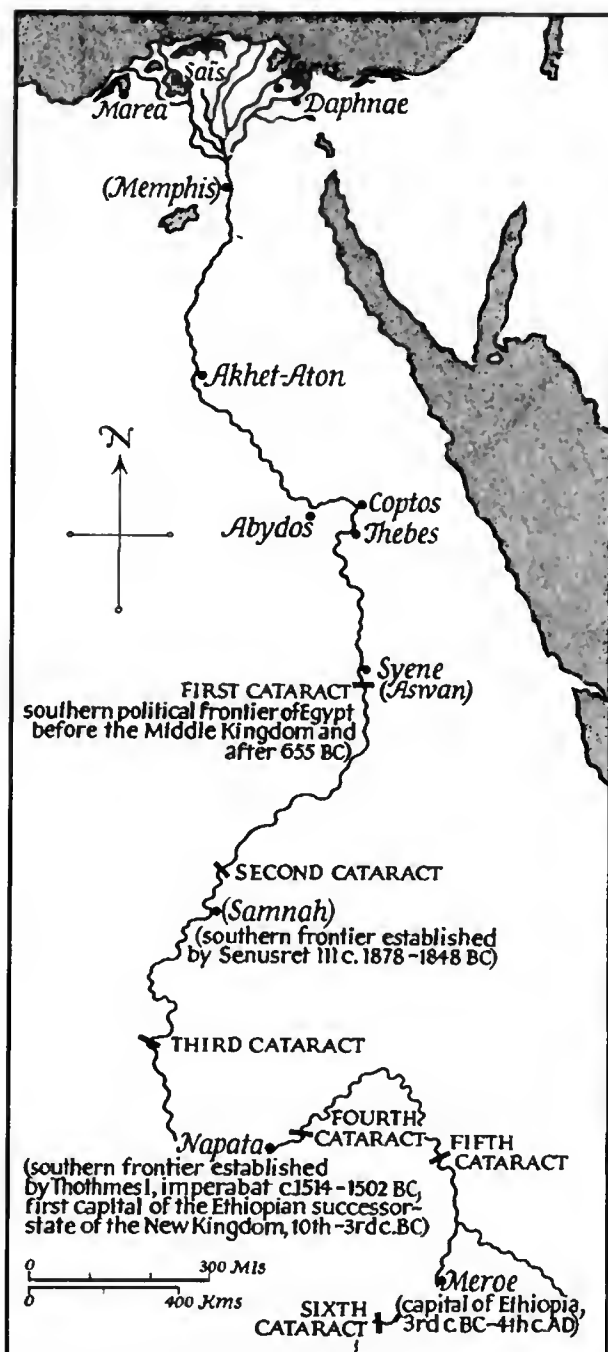 Saïs
Marea
Daphnae
(Memphis)
Akhet-Aton
N
Coptos
Abydos
Thebes
Syene
(Aswan)
FIRST CATARACT
southern political frontier of Egypt
before the Middle Kingdom and
after 655 BC)
SECOND CATARACT
(Samnah)
(southern frontier established
by Senusret III c. 1878-1848 BC)
THIRD CATARACT
FOURTH
CATARACT
FIFTH
CATARACT
Napata
(southern frontier established
by Thothmes I, imperabat c.1514-1502 BC,
first capital of the Ethiopian successor-
state of the New Kingdom, 10th-3rd c. BC)
0 300 Mls
0 400 Kms
Meroe
(capital of Ethiopia,
3rd c BC-4th c. AD)
SIXTH
CATARACT